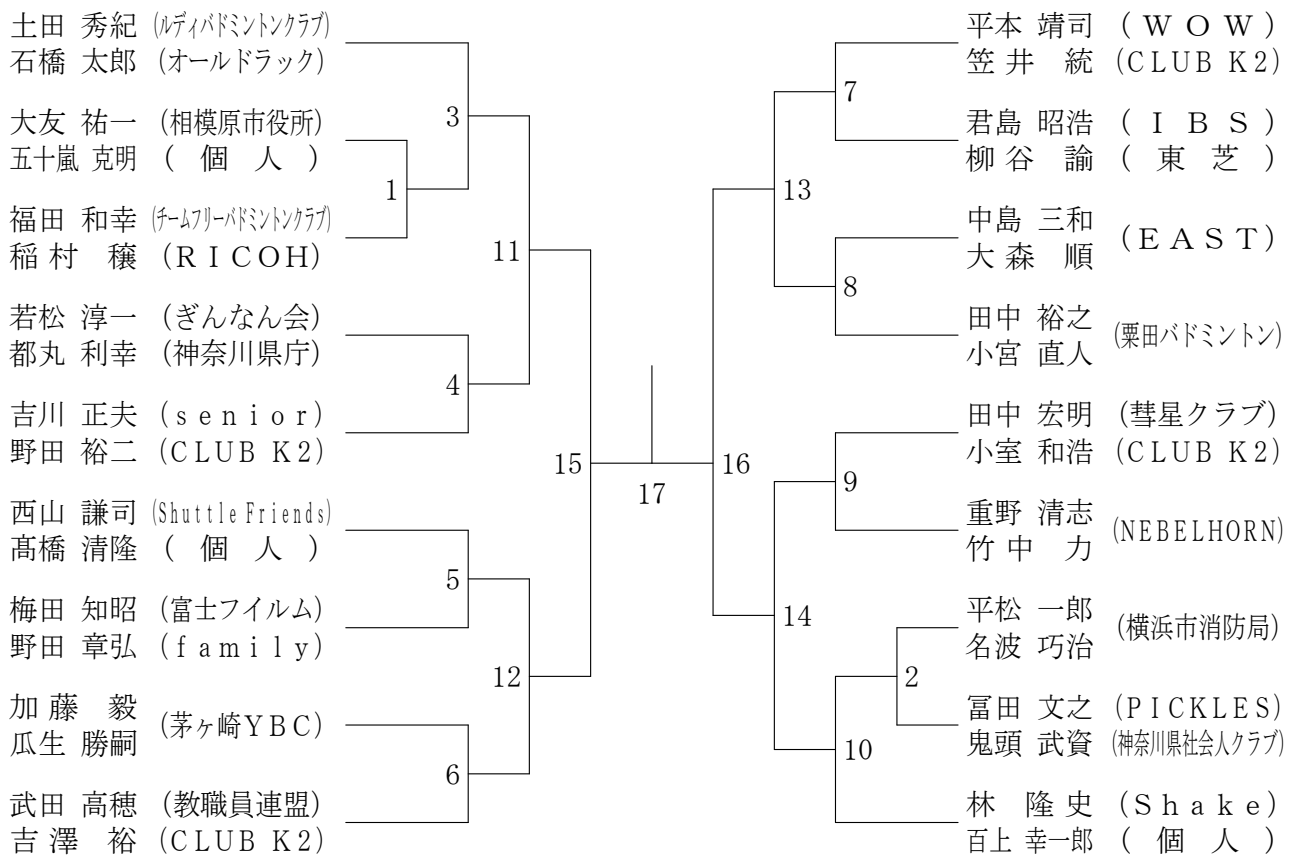 土田 秀紀 (ルディバドミントンクラブ)
石橋 太郎 (オールドラック)
大友 祐一 (相模原市役所)
五十嵐 克明 (個人)
福田 和幸 (チームフリーバドミントンクラブ)
稲村 穣 (RICOH)
若松 淳一 (ぎんなん会)
都丸 利幸 (神奈川県庁)
吉川 正夫 (senior)
野田 裕二 (CLUB K2)
西山 謙司 (Shuttle Friends)
髙橋 清隆 (個人)
梅田 知昭 (富士フイルム)
野田 章弘 (family)
加藤 毅
瓜生 勝嗣
(茅ヶ崎YBC)
武田 高穂 (教職員連盟)
吉澤 裕 (CLUB K2)
3
1
11
4
15
5
12
6
17
16
7
13
8
9
14
2
10
平本 靖司 (WOW)
笠井 統 (CLUB K2)
君島 昭浩 (IBS)
柳谷 諭 (東芝)
中島 三和
大森 順
(EAST)
田中 裕之
小宮 直人
(粟田バドミントン)
田中 宏明 (彗星クラブ)
小室 和浩 (CLUB K2)
重野 清志
竹中 力
(NEBELHORN)
平松 一郎
名波 巧治
(横浜市消防局)
冨田 文之 (PICKLES)
鬼頭 武資 (神奈川県社会人クラブ)
林 隆史 (Shake)
百上 幸一郎 (個人)